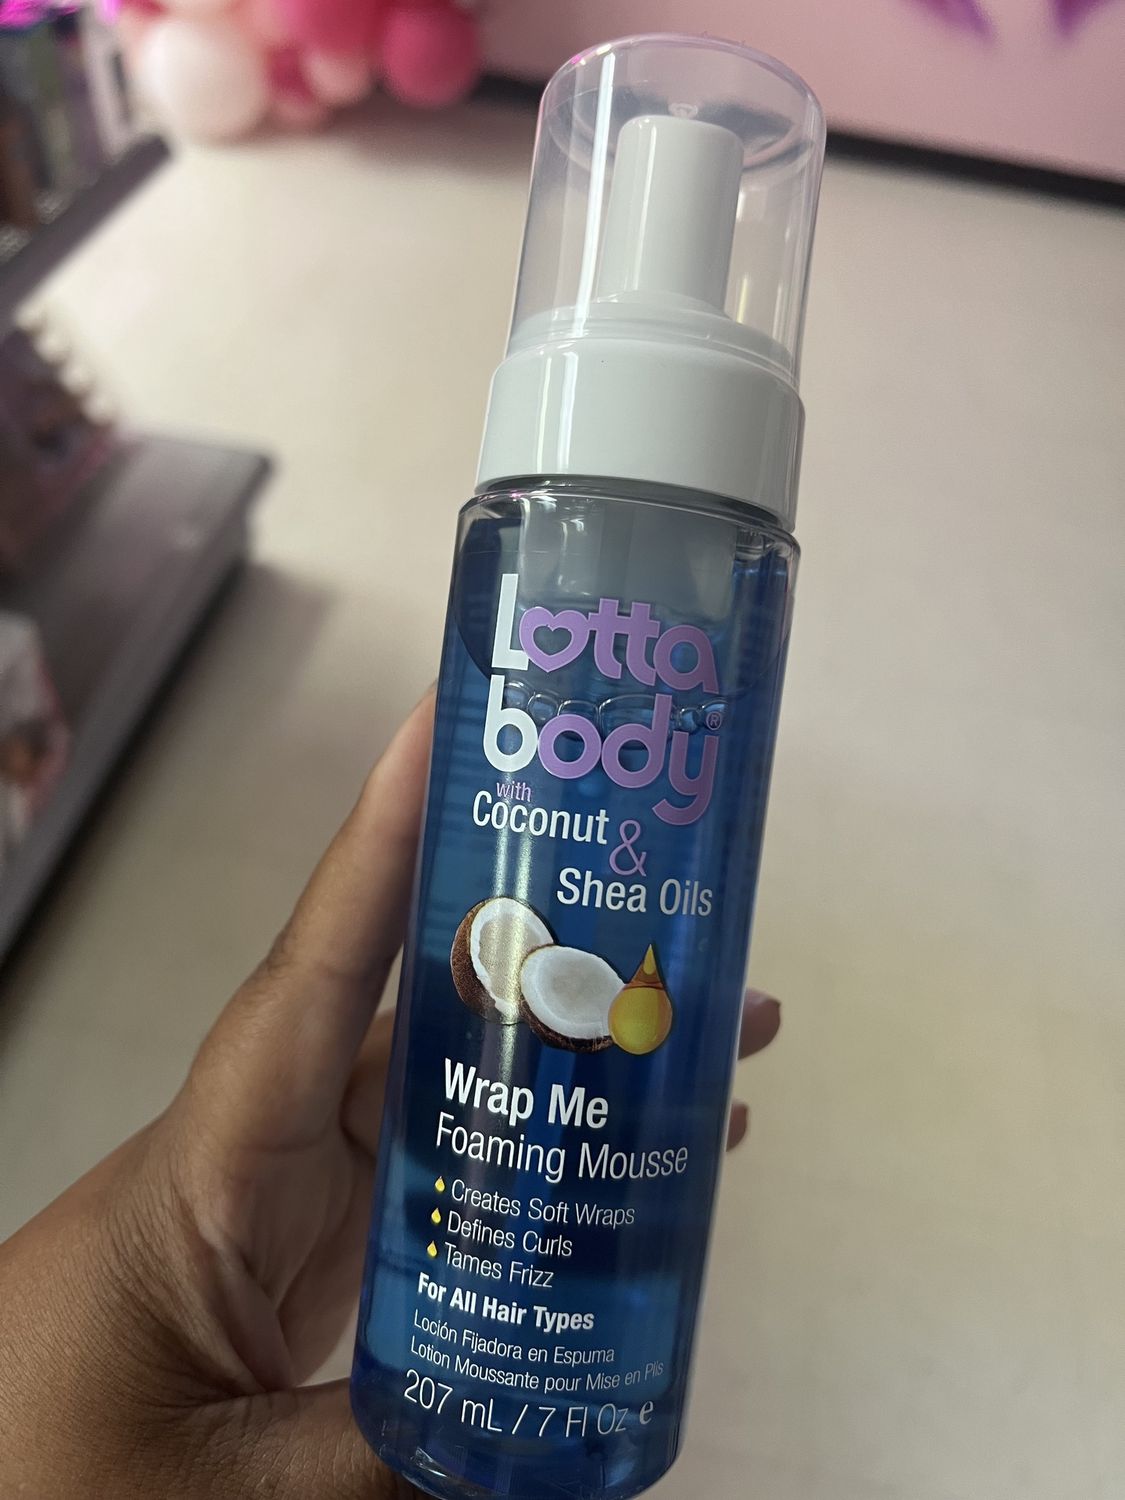 Lotta
body®
with
Coconut
&
Shea Oils
Wrap Me
Foaming Mousse
Creates Soft Wraps
Defines Curls
Tames Frizz
For All Hair Types
Loción Fijadora en Espuma
Lotion Moussante pour Mise en Plis
207 mL / 7 Fl Oz e